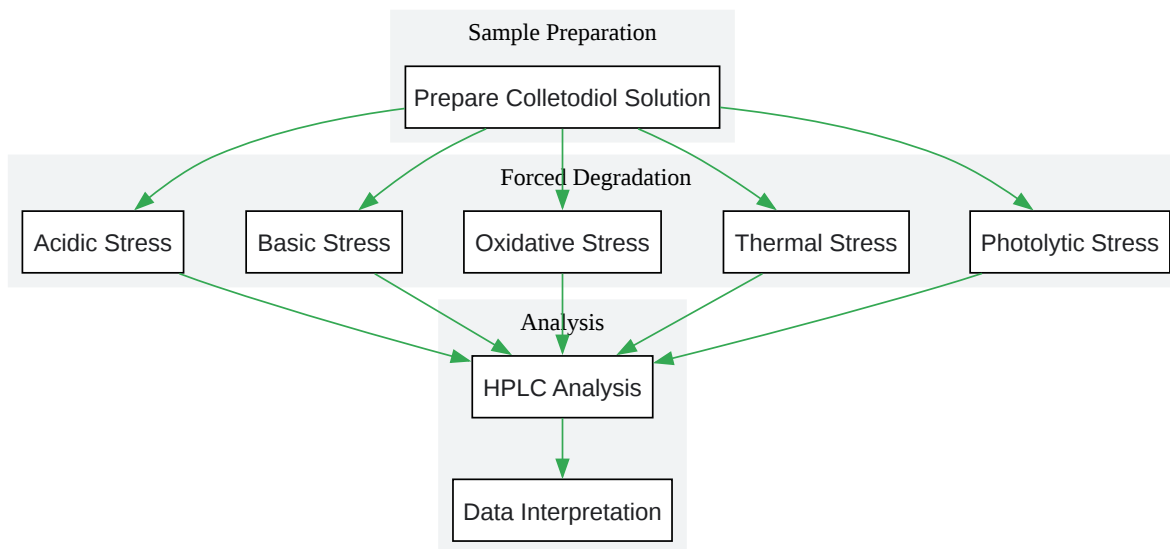 Sample Preparation
Prepare Colletodiol Solution
Forced Degradation
Acidic Stress
Basic Stress
Oxidative Stress
Thermal Stress
Photolytic Stress
Analysis
HPLC Analysis
Data Interpretation